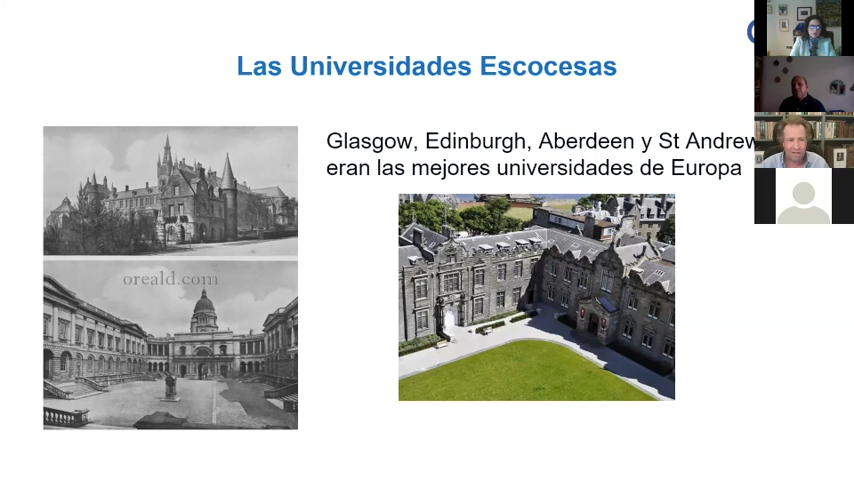 Las Universidades Escocesas
Glasgow, Edinburgh, Aberdeen y St Andrew
eran las mejores universidades de Europa
oreald.com